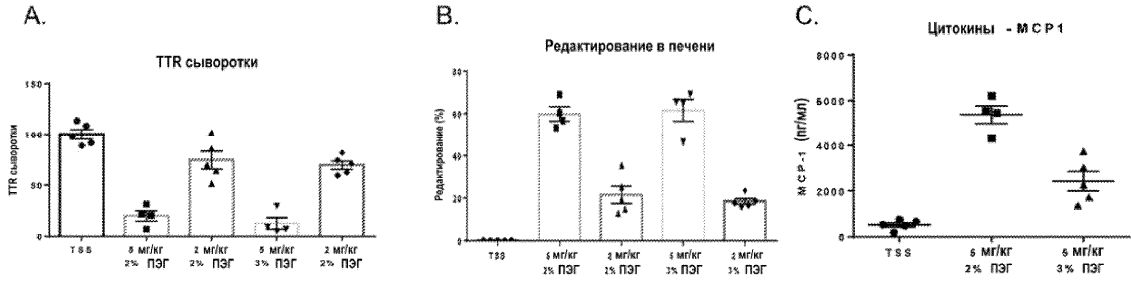 A.
TTR сыворотки
TTR сыворотки
150
100
50
0
TSS
5 мг/кг
2% ПЭГ
2 мг/кг
2% ПЭГ
5 мг/кг
3% ПЭГ
2 мг/кг
2% ПЭГ
B.
Редактирование в печени
Редактирование (%)
80
60
40
20
0
TSS
5 мг/кг
2% ПЭГ
2 мг/кг
2% ПЭГ
5 мг/кг
3% ПЭГ
2 мг/кг
3% ПЭГ
C.
Цитокины - MCP1
MCP-1 (пг/мл)
8000
6000
4000
2000
0
TSS
5 мг/кг
2% ПЭГ
5 мг/кг
3% ПЭГ